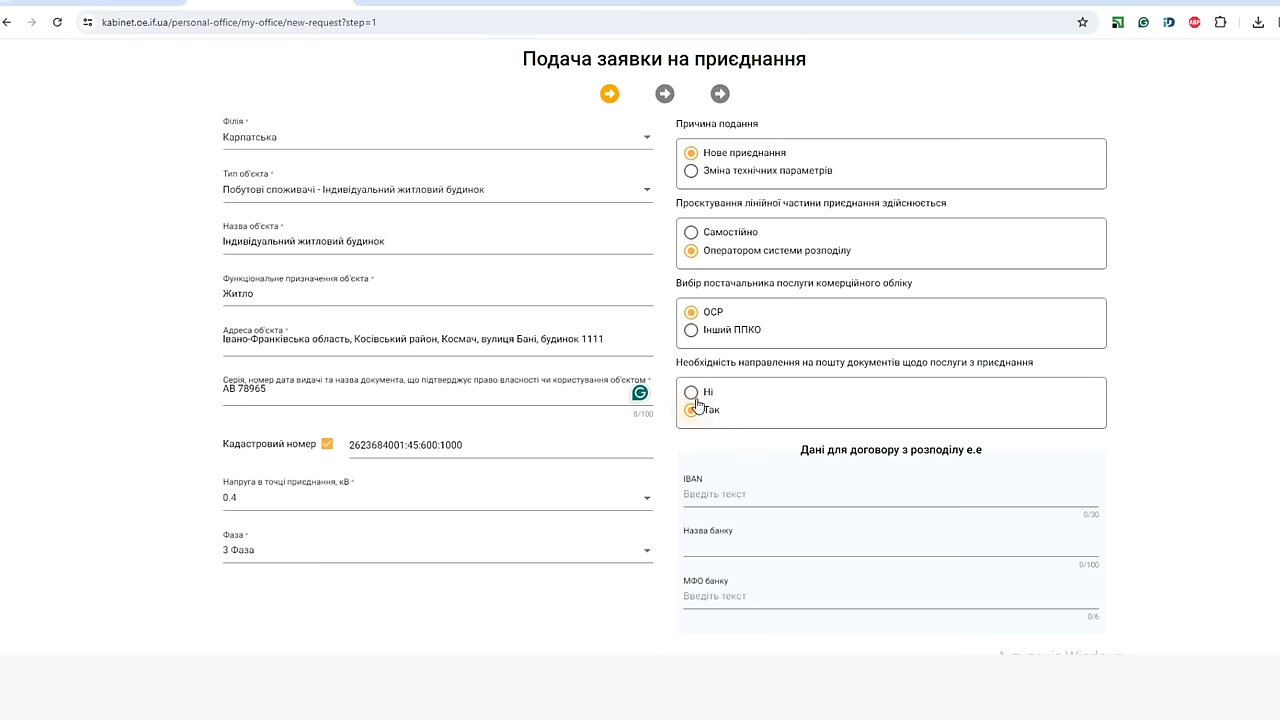 kabinet.oe.if.ua/personal-office/my-office/new-request?step=1
Подача заявки на приєднання
Філія *
Карпатська
Тип об'єкта *
Побутові споживачі - Індивідуальний житловий будинок
Назва об'єкта *
Індивідуальний житловий будинок
Функціональне призначення об'єкта *
Житло
Адреса об'єкта *
Івано-Франківська область, Косівський район, Космач, вулиця Бані, будинок 1111
Серія, номер дата видачі та назва документа, що підтверджує право власності чи користування об'єктом *
АВ 78965
8/100
Кадастровий номер 2623684001:45:600:1000
Напруга в точці приєднання, кВ *
0.4
Фаза *
3 Фаза
Причина подання
Нове приєднання
Зміна технічних параметрів
Проєктування лінійної частини приєднання здійснюється
Самостійно
Оператором системи розподілу
Вибір постачальника послуги комерційного обліку
ОСР
Інший ППКО
Необхідність направлення на пошту документів щодо послуги з приєднання
Ні
Так
Дані для договору з розподілу е.е
IBAN
Введіть текст
0/30
Назва банку
0/100
МФО банку
Введіть текст
0/6